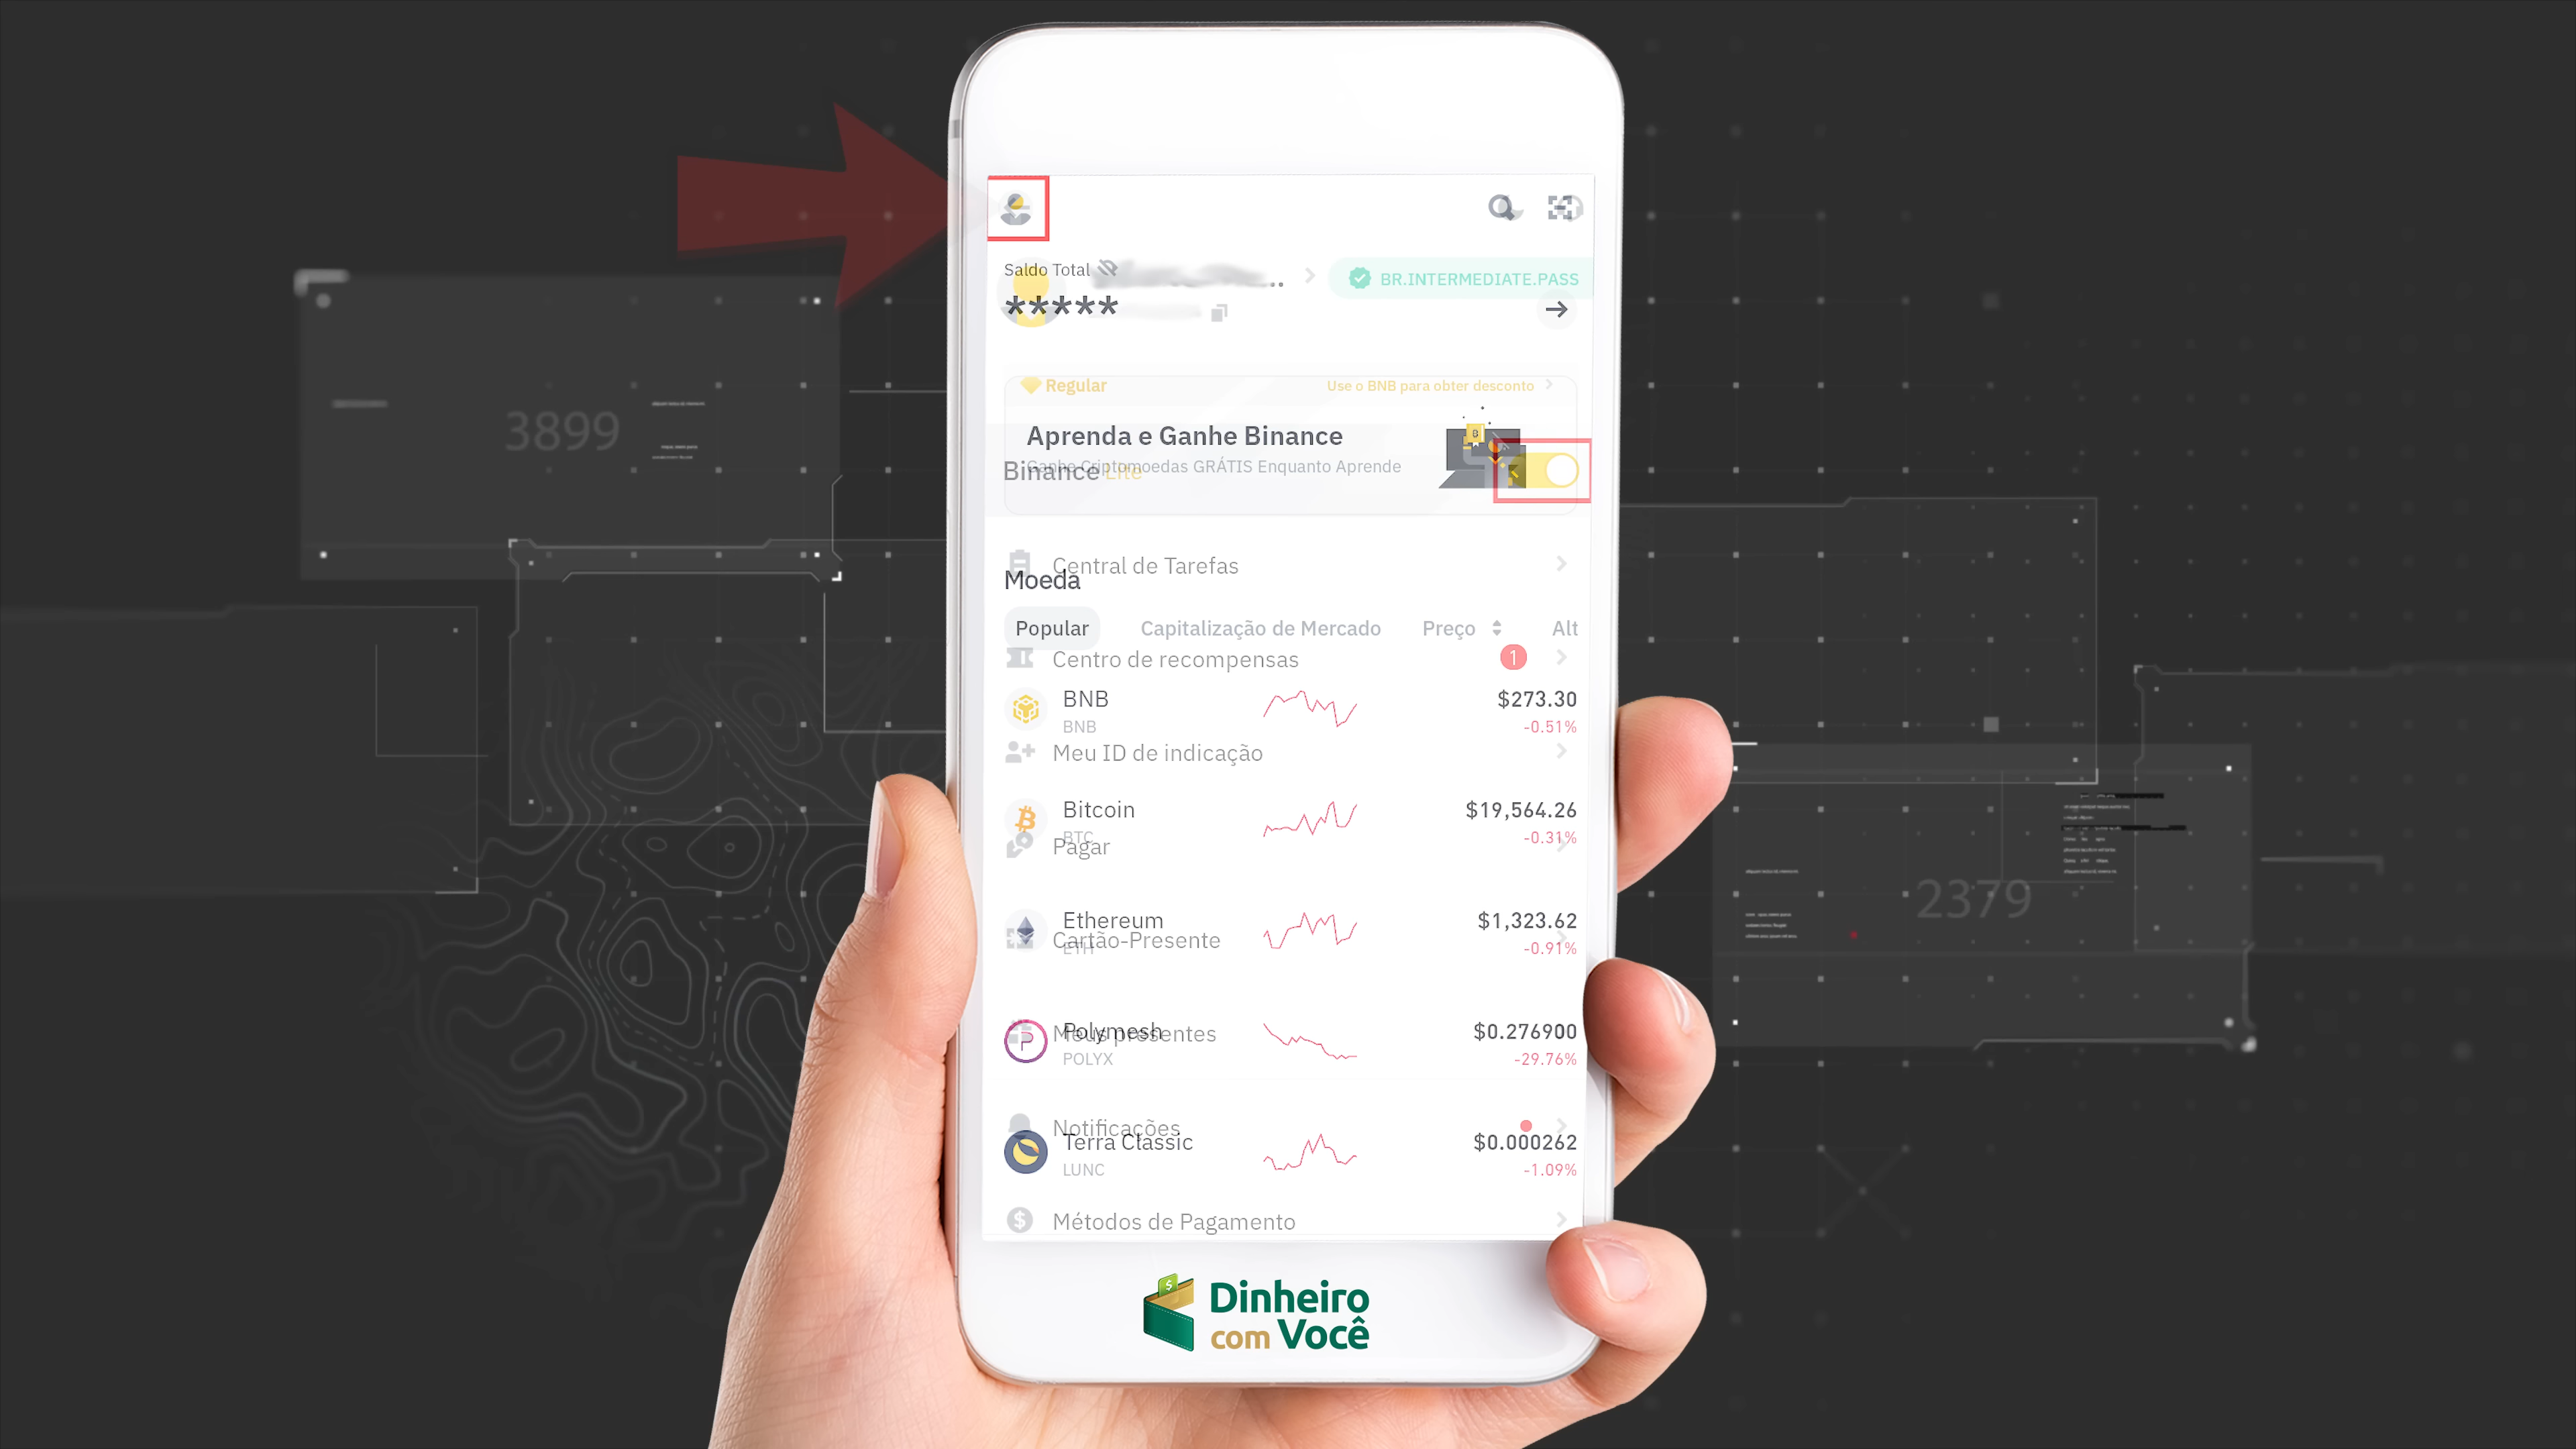 Saldo Total
*****
BR.INTERMEDIATE.PASS
Regular
Use o BNB para obter desconto
Aprenda e Ganhe Binance
Ganhe Criptomoedas GRÁTIS Enquanto Aprende
Binance Lite
Central de Tarefas
Moeda
Popular Capitalização de Mercado Preço Alt
Centro de recompensas 1
BNB $273.30
BNB -0.51%
Meu ID de indicação
Bitcoin $19,564.26
BTC -0.31%
Pagar
Ethereum $1,323.62
Cartão-Presente
ETH -0.91%
Polymesh $0.276900
Meus presentes
POLYX -29.76%
Notificações
Terra Classic $0.000262
LUNC -1.09%
Métodos de Pagamento
Dinheiro
com Você
3899
2379